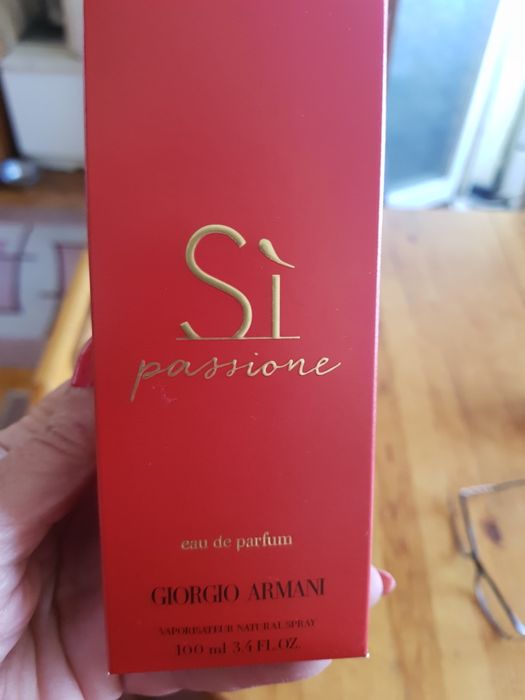 Sì
passione
eau de parfum
GIORGIO ARMANI
VAPORISATEUR NATURAL SPRAY
100 ml 3.4 FL.OZ.